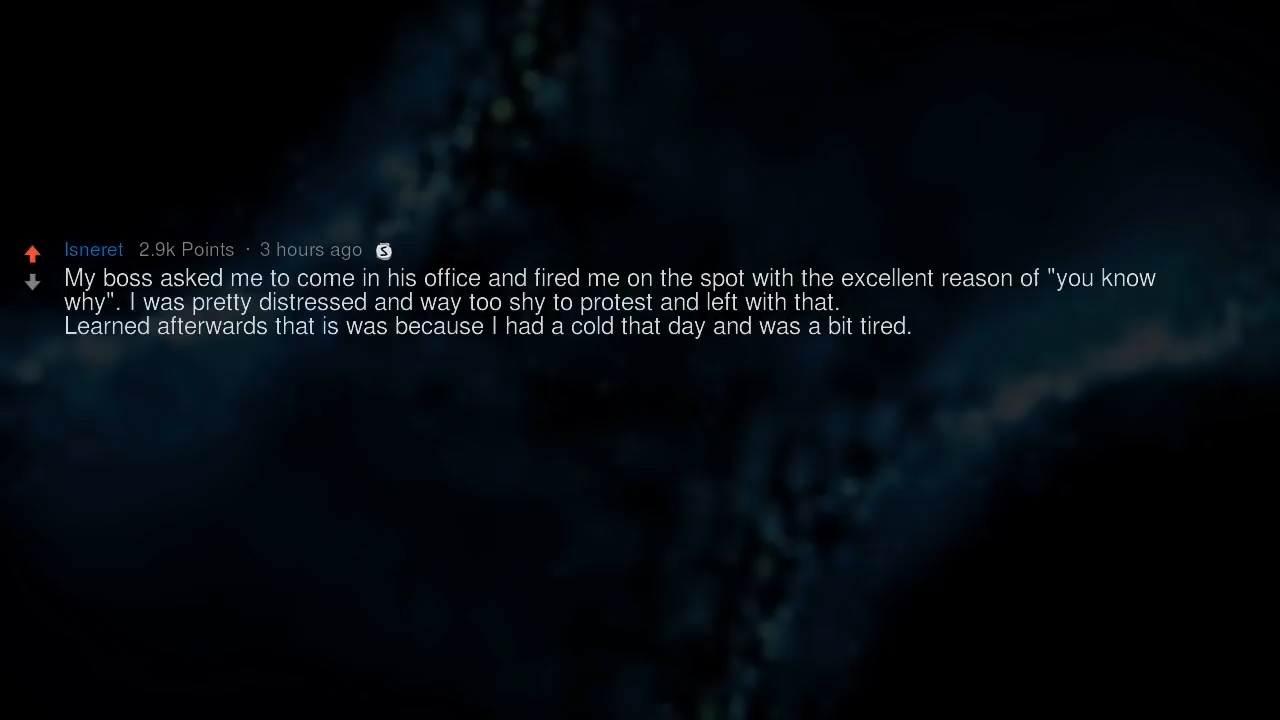 Isneret 2.9k Points · 3 hours ago S
My boss asked me to come in his office and fired me on the spot with the excellent reason of "you know
why". I was pretty distressed and way too shy to protest and left with that.
Learned afterwards that is was because I had a cold that day and was a bit tired.